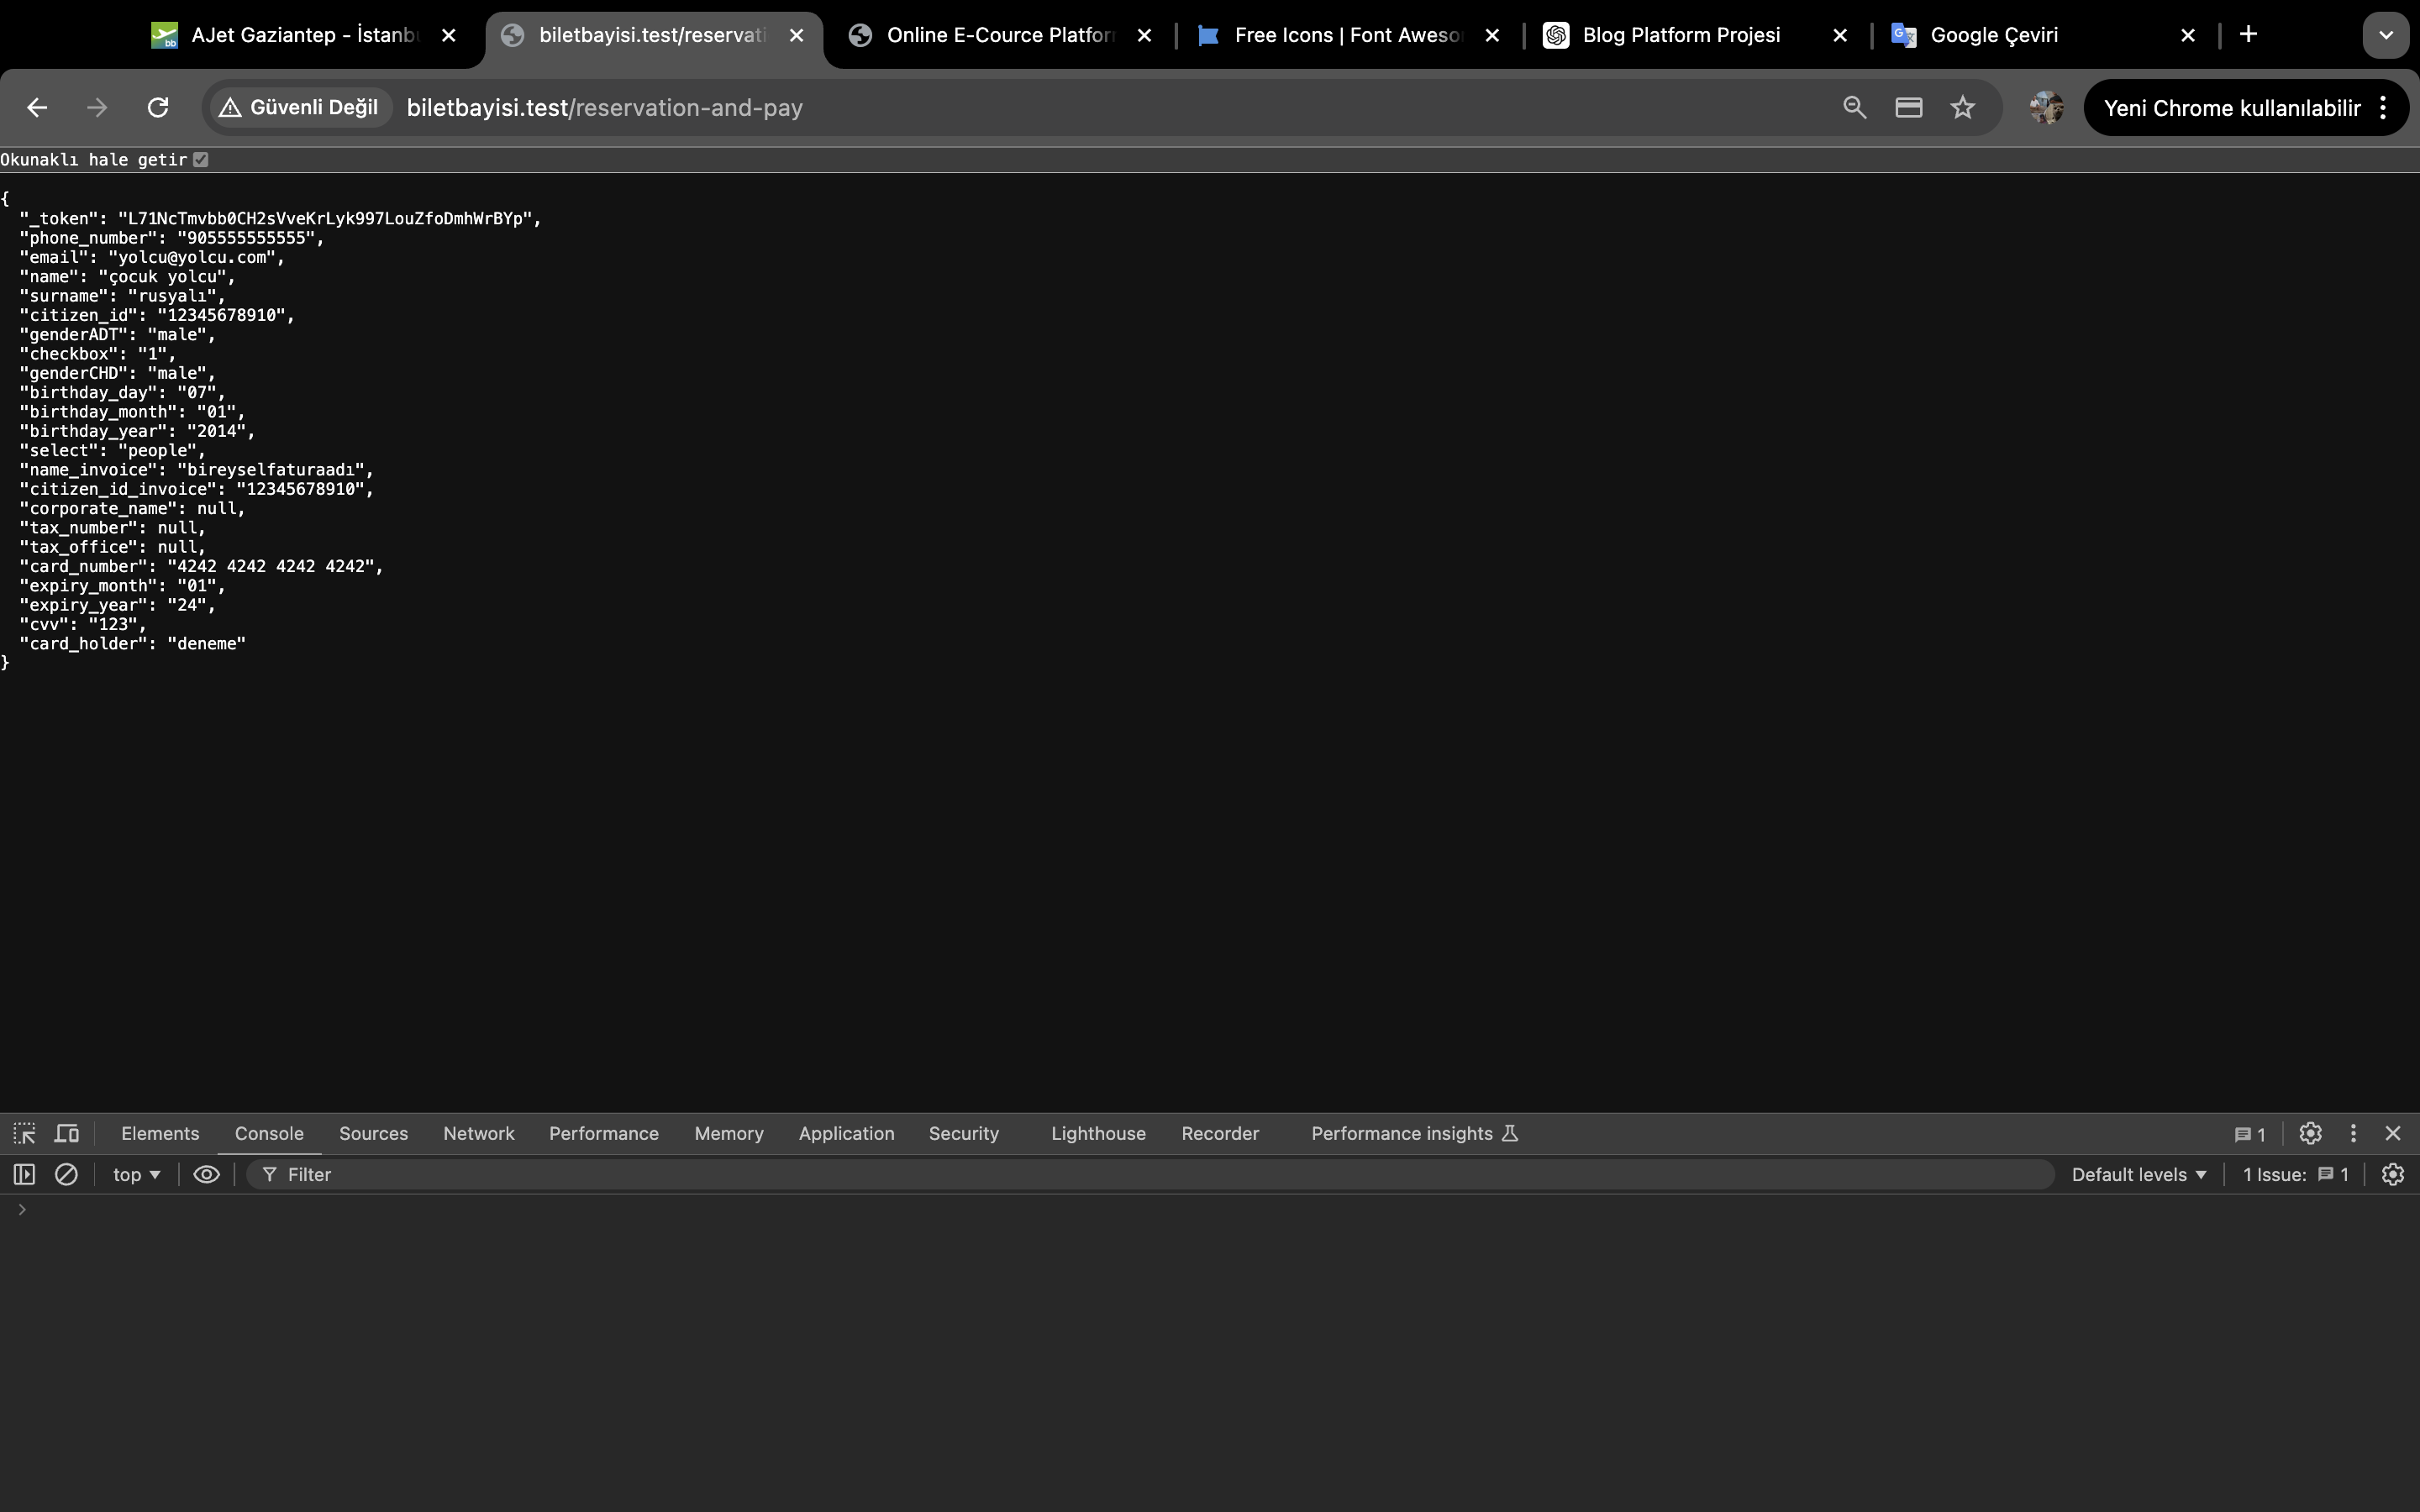 AJet Gaziantep - İstanbu
biletbayisi.test/reservati
Online E-Cource Platfor
Free Icons | Font Aweso
Blog Platform Projesi
Google Çeviri
Güvenli Değil
biletbayisi.test/reservation-and-pay
Yeni Chrome kullanılabilir
Okunaklı hale getir
{
"_token": "L71NcTmvbb0CH2sVveKrLyk997LouZfoDmhWrBYp",
"phone_number": "905555555555",
"email": "yolcu@yolcu.com",
"name": "çocuk yolcu",
"surname": "rusyalı",
"citizen_id": "12345678910",
"genderADT": "male",
"checkbox": "1",
"genderCHD": "male",
"birthday_day": "07",
"birthday_month": "01",
"birthday_year": "2014",
"select": "people",
"name_invoice": "bireyselfaturaadı",
"citizen_id_invoice": "12345678910",
"corporate_name": null,
"tax_number": null,
"tax_office": null,
"card_number": "4242 4242 4242 4242",
"expiry_month": "01",
"expiry_year": "24",
"cvv": "123",
"card_holder": "deneme"
}
Elements Console Sources Network Performance Memory Application Security Lighthouse Recorder Performance insights 1
top Filter Default levels 1 Issue: 1